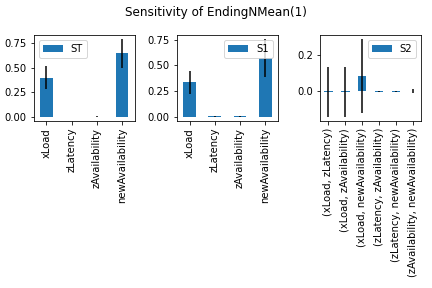 Sensitivity of EndingNMean(1)
0.75
0.50
0.25
0.00
ST
xLoad
zLatency
zAvailability
newAvailability
0.75
0.50
0.25
0.00
S1
xLoad
zLatency
zAvailability
newAvailability
0.2
0.0
S2
(xLoad, zLatency)
(xLoad, zAvailability)
(xLoad, newAvailability)
(zLatency, zAvailability)
(zLatency, newAvailability)
(zAvailability, newAvailability)